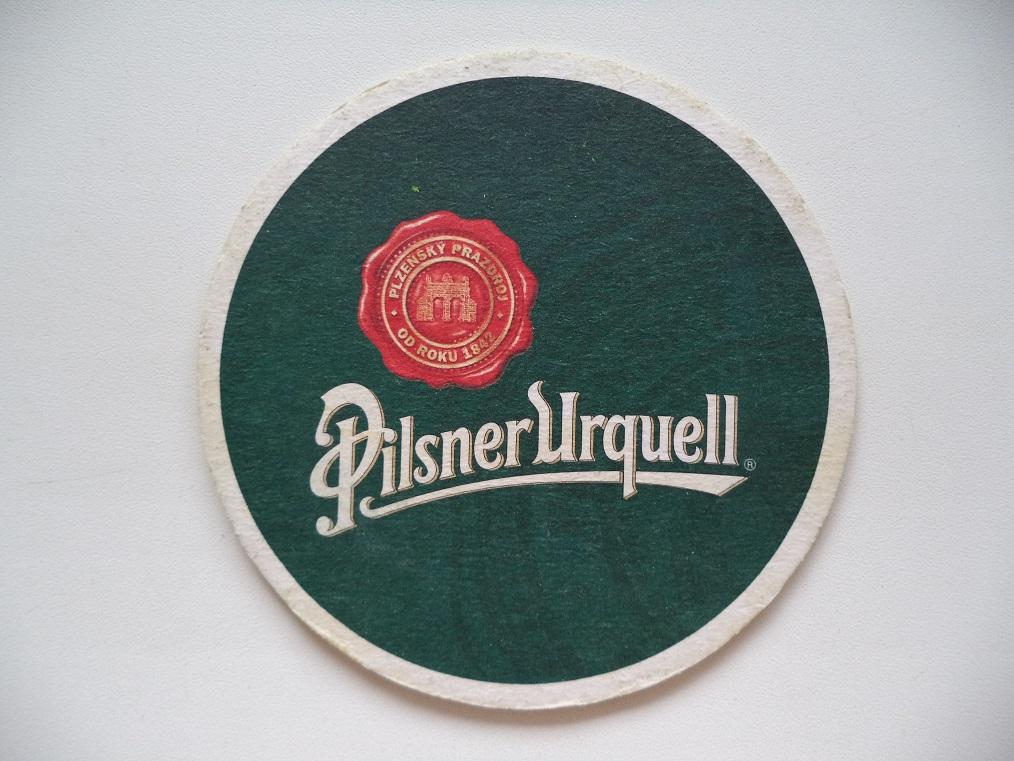 PLZEŇSKÝ PRAZDROJ
OD ROKU 1842
Pilsner Urquell ®